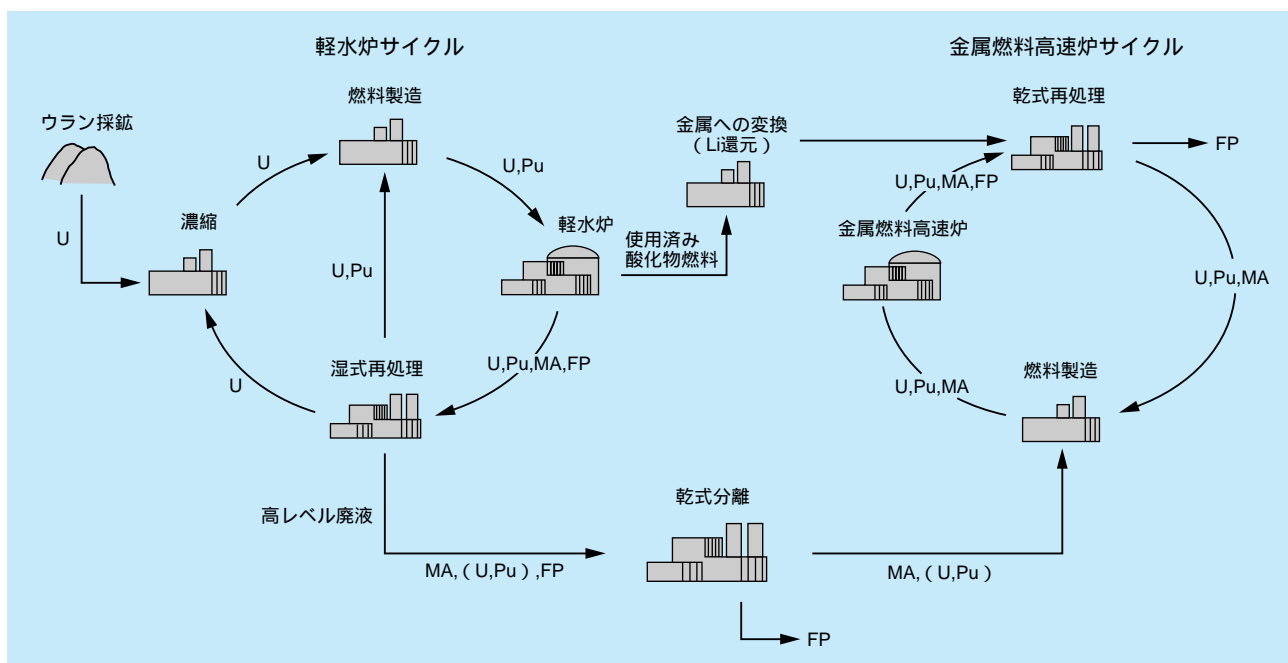 軽水炉サイクル
金属燃料高速炉サイクル
ウラン採鉱
U
濃縮
U
燃料製造
U,Pu
軽水炉
U,Pu
U
湿式再処理
U,Pu,MA,FP
使用済み
酸化物燃料
金属への変換
(Li還元)
乾式再処理
FP
U,Pu,MA,FP
金属燃料高速炉
U,Pu,MA
燃料製造
U,Pu,MA
高レベル廃液
MA,(U,Pu),FP
乾式分離
MA,(U,Pu)
FP